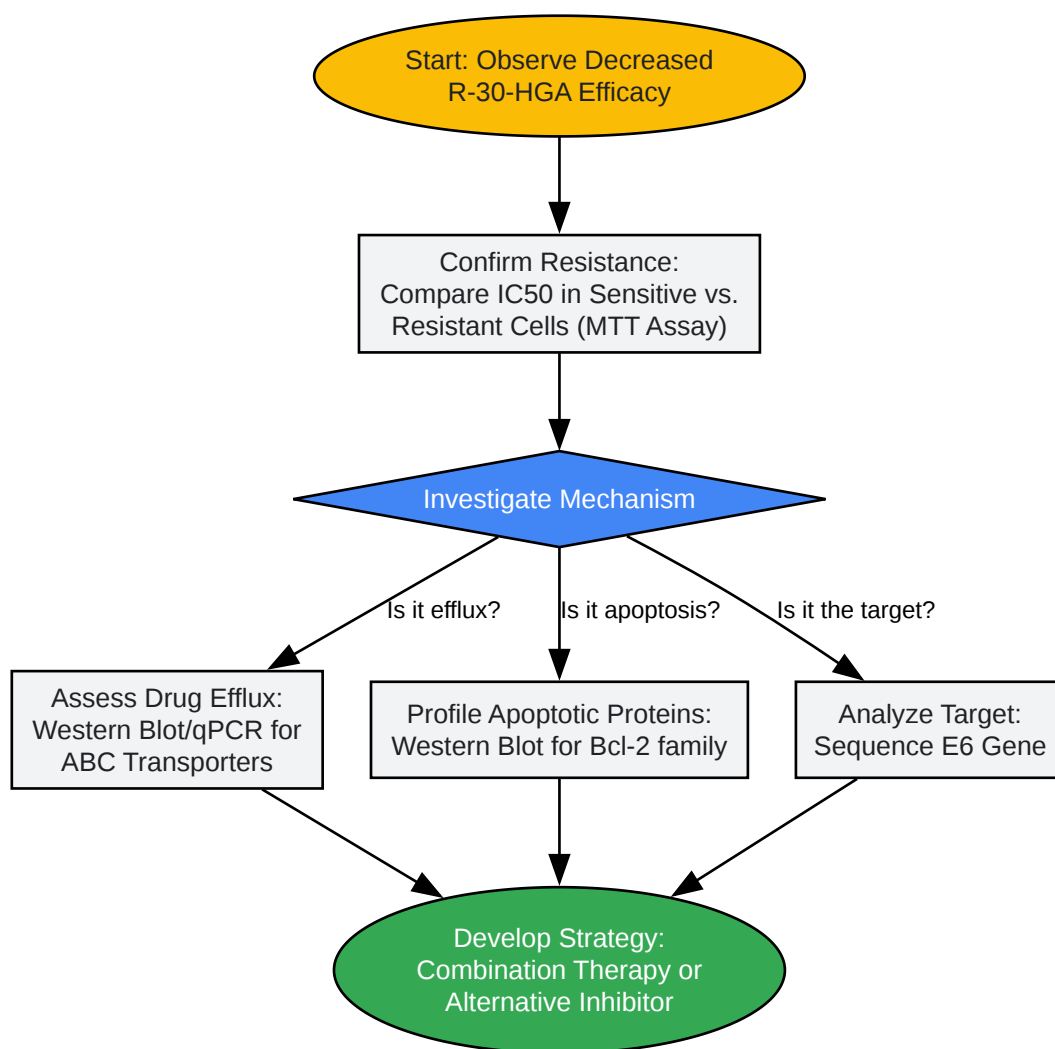 Start: Observe Decreased
R-30-HGA Efficacy
Confirm Resistance:
Compare IC50 in Sensitive vs.
Resistant Cells (MTT Assay)
Investigate Mechanism
Is it efflux?
Is it apoptosis?
Is it the target?
Assess Drug Efflux:
Western Blot/qPCR for
ABC Transporters
Profile Apoptotic Proteins:
Western Blot for Bcl-2 family
Analyze Target:
Sequence E6 Gene
Develop Strategy:
Combination Therapy or
Alternative Inhibitor